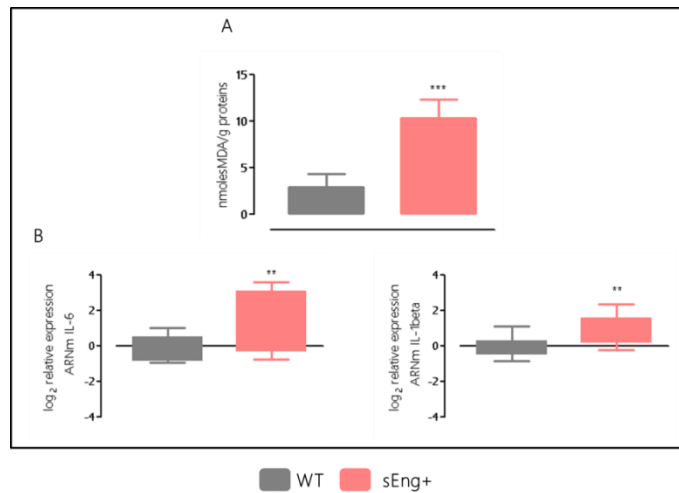 A
15
10
5
0
nmolesMDA/g proteins
***
B
4
2
0
-2
-4
log2 relative expression
ARNm IL-6
**
4
2
0
-2
-4
log2 relative expression
ARNm IL-1beta
**
WT
sEng+